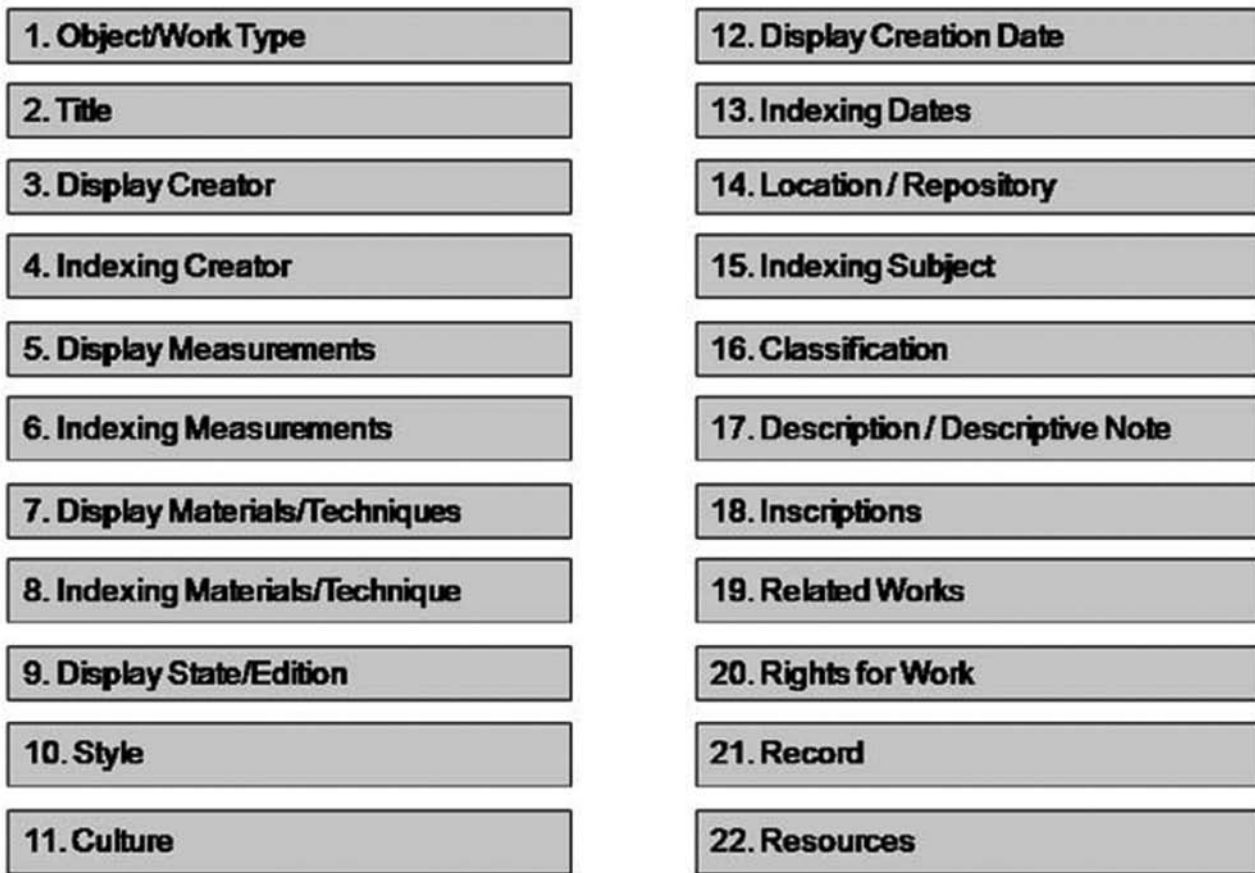 1. Object/Work Type
2. Title
3. Display Creator
4. Indexing Creator
5. Display Measurements
6. Indexing Measurements
7. Display Materials/Techniques
8. Indexing Materials/Technique
9. Display State/Edition
10. Style
11. Culture
12. Display Creation Date
13. Indexing Dates
14. Location / Repository
15. Indexing Subject
16. Classification
17. Description / Descriptive Note
18. Inscriptions
19. Related Works
20. Rights for Work
21. Record
22. Resources